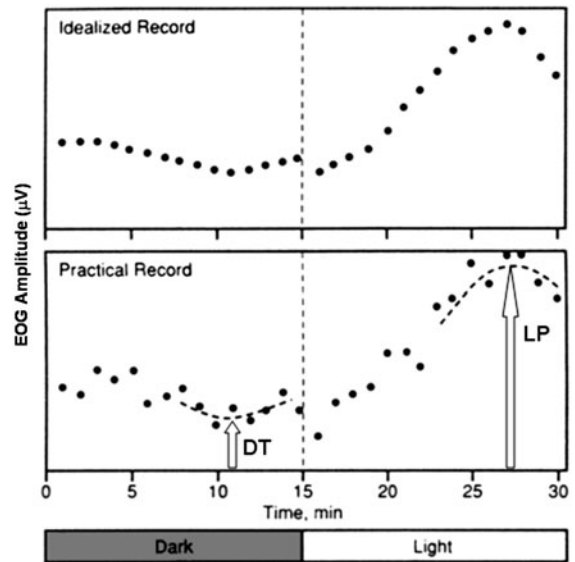 Idealized Record
EOG Amplitude (µV)
Practical Record
LP
DT
0 5 10 15 20 25 30
Time, min
Dark Light